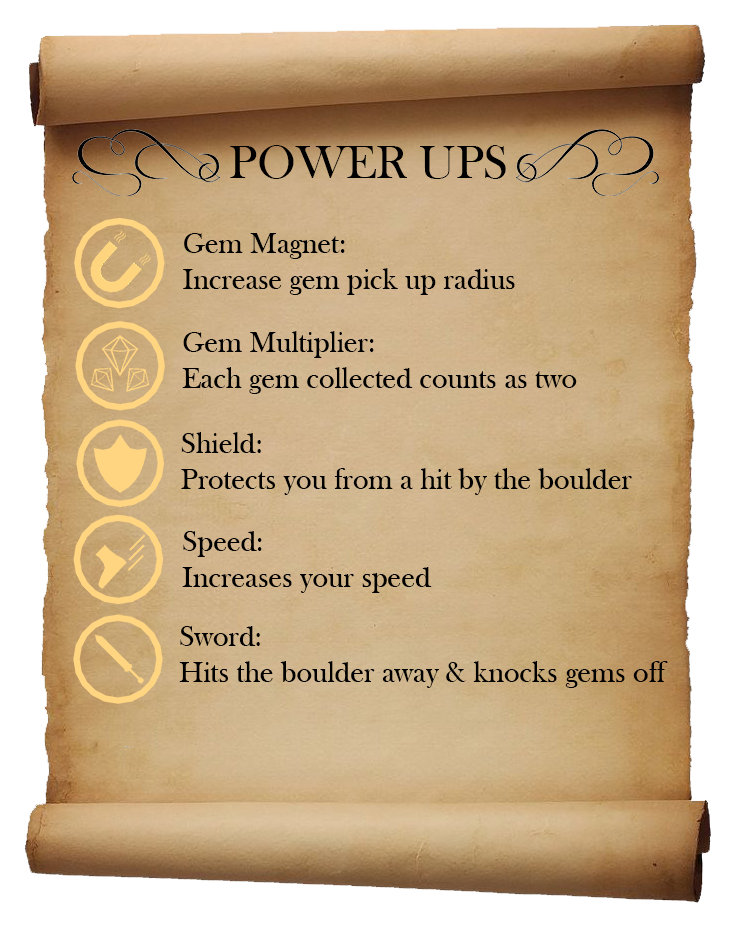 POWER UPS
Gem Magnet:
Increase gem pick up radius
Gem Multiplier:
Each gem collected counts as two
Shield:
Protects you from a hit by the boulder
Speed:
Increases your speed
Sword:
Hits the boulder away & knocks gems off